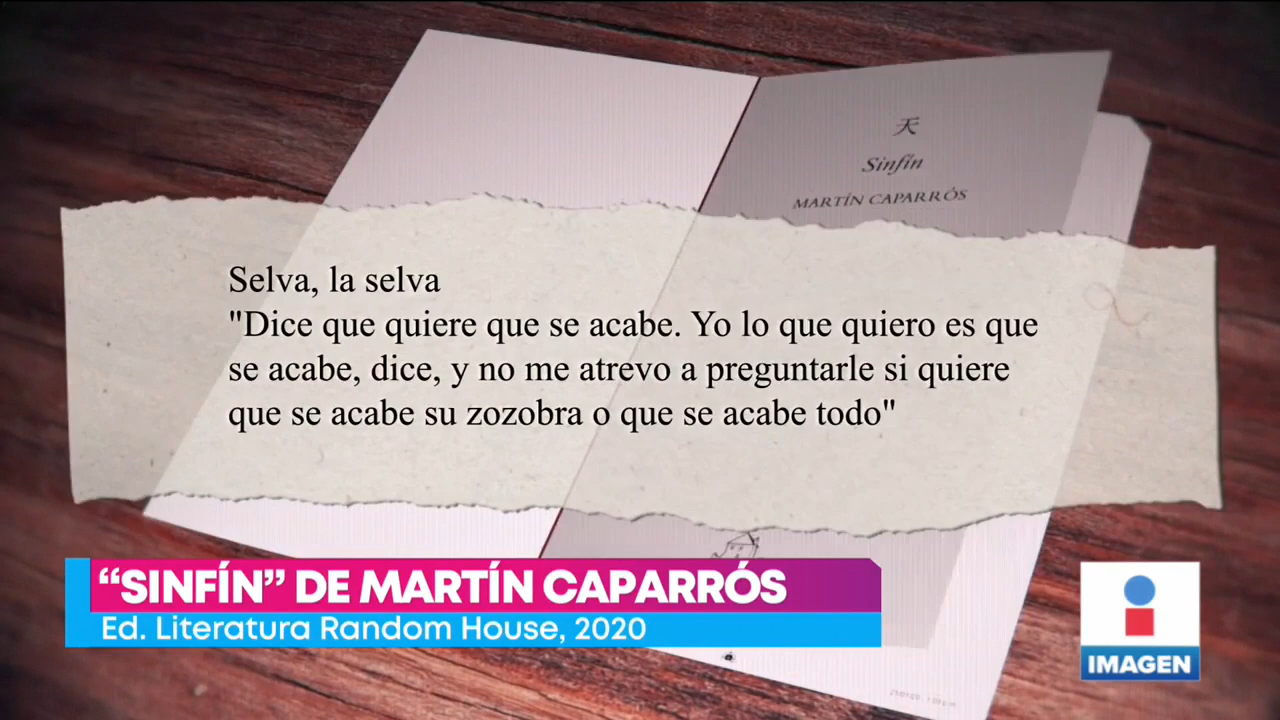 天
Sinfín
MARTÍN CAPARRÓS
Selva, la selva
"Dice que quiere que se acabe. Yo lo que quiero es que
se acabe, dice, y no me atrevo a preguntarle si quiere
que se acabe su zozobra o que se acabe todo"
“SINFÍN” DE MARTÍN CAPARRÓS
Ed. Literatura Random House, 2020
IMAGEN